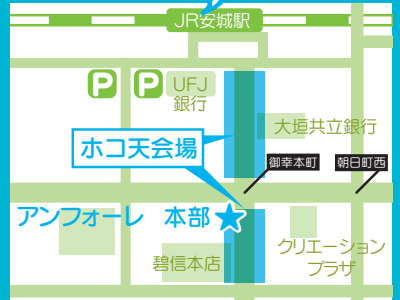 JR安城駅
P P UFJ
銀行
大垣共立銀行
ホコ天会場
御幸本町 朝日町西
アンフォーレ 本部
クリエーション
プラザ
碧信本店